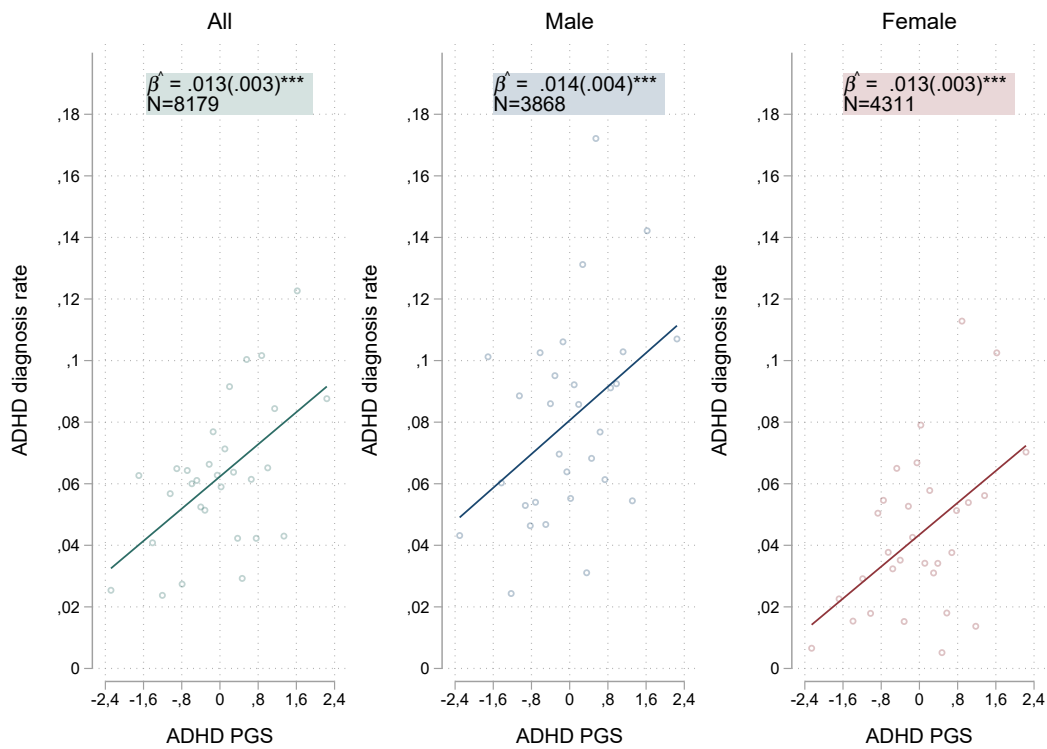 All
β̂ = .013(.003)***
N=8179
ADHD diagnosis rate
,18
,16
,14
,12
,1
,08
,06
,04
,02
0
-2,4 -1,6 -,8 0 ,8 1,6 2,4
ADHD PGS
Male
β̂ = .014(.004)***
N=3868
ADHD diagnosis rate
,18
,16
,14
,12
,1
,08
,06
,04
,02
0
-2,4 -1,6 -,8 0 ,8 1,6 2,4
ADHD PGS
Female
β̂ = .013(.003)***
N=4311
ADHD diagnosis rate
,18
,16
,14
,12
,1
,08
,06
,04
,02
0
-2,4 -1,6 -,8 0 ,8 1,6 2,4
ADHD PGS